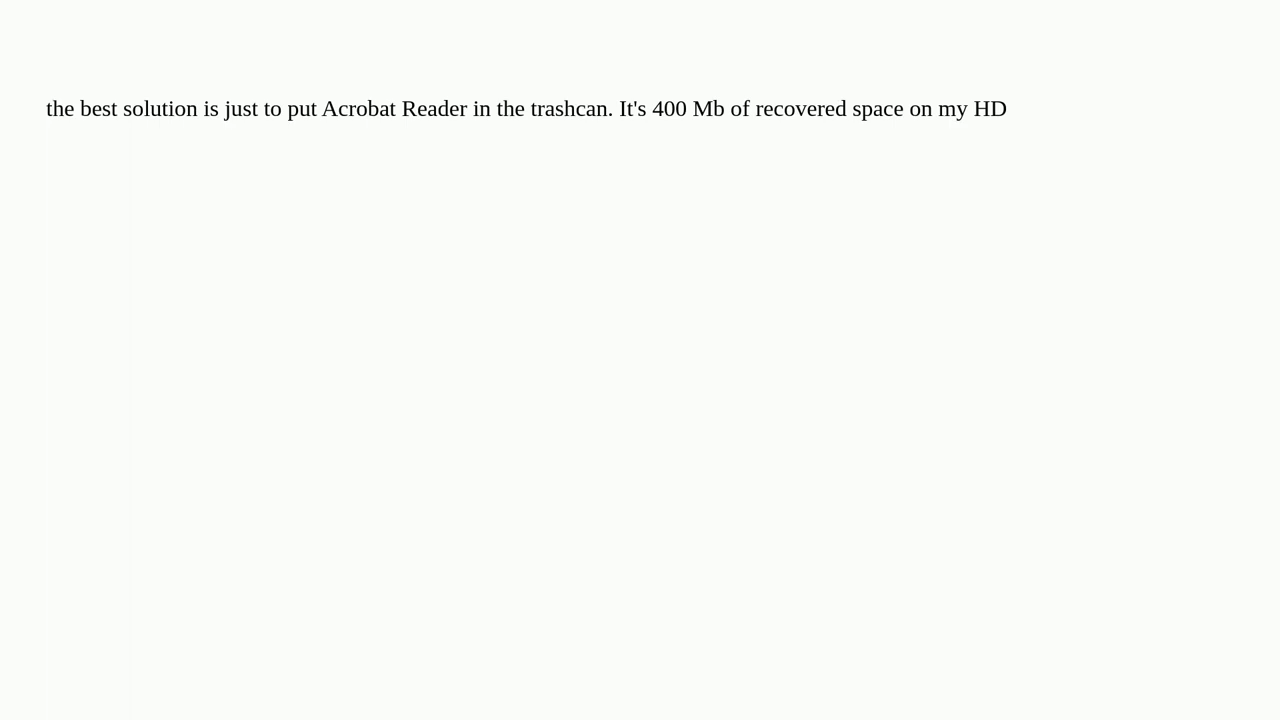 the best solution is just to put Acrobat Reader in the trashcan. It's 400 Mb of recovered space on my HD